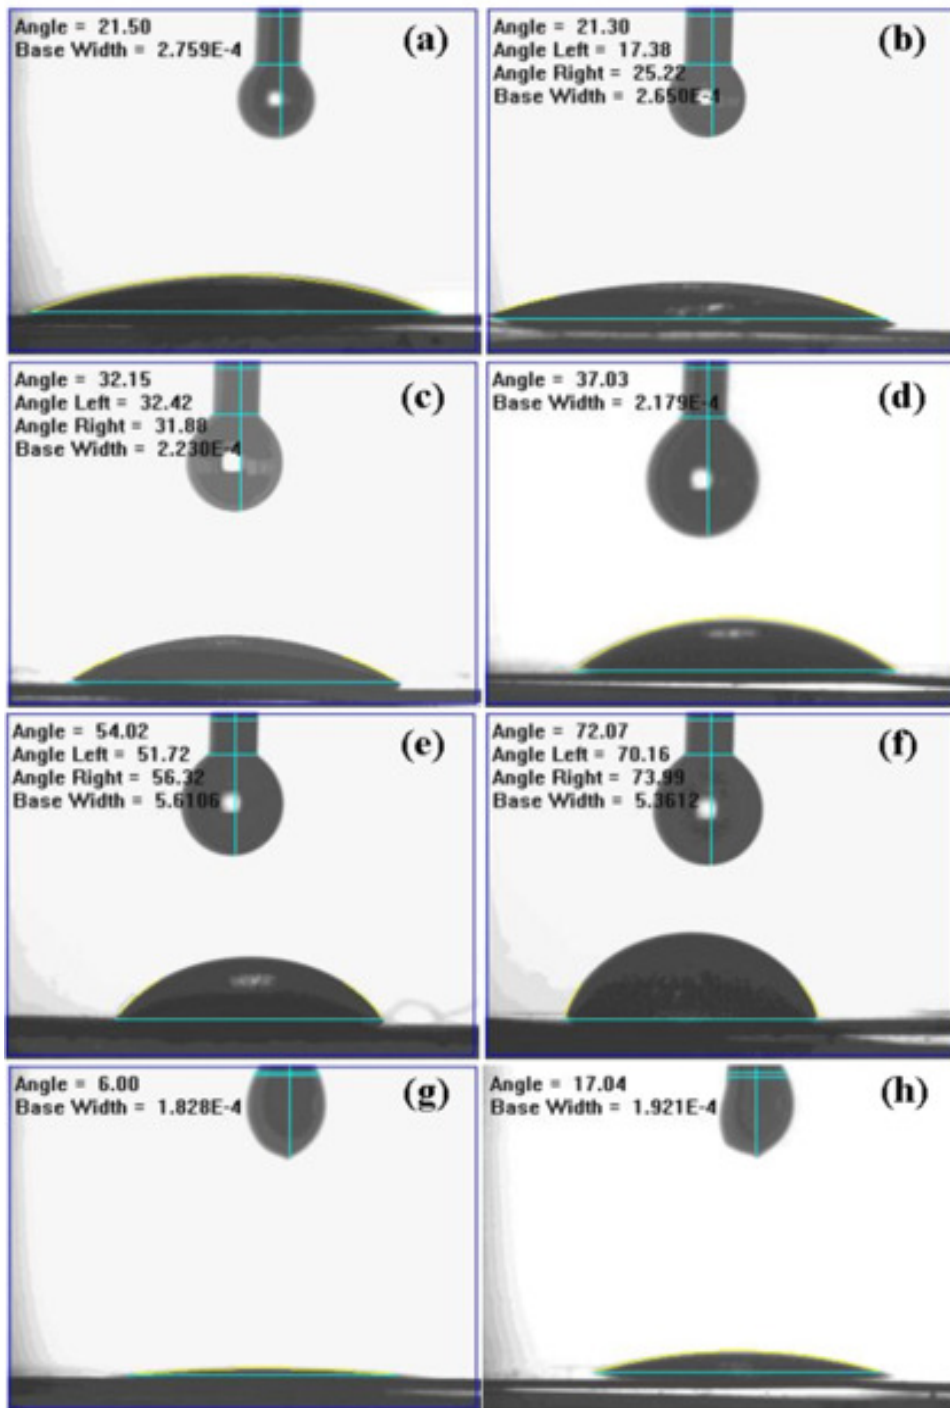 Angle = 21.50
Base Width = 2.759E-4
(a)
Angle = 21.30
Angle Left = 17.38
Angle Right = 25.22
Base Width = 2.650E-4
(b)
Angle = 32.15
Angle Left = 32.42
Angle Right = 31.88
Base Width = 2.230E-4
(c)
Angle = 37.03
Base Width = 2.179E-4
(d)
Angle = 54.02
Angle Left = 51.72
Angle Right = 56.32
Base Width = 5.6106
(e)
Angle = 72.07
Angle Left = 70.16
Angle Right = 73.99
Base Width = 5.3612
(f)
Angle = 6.00
Base Width = 1.828E-4
(g)
Angle = 17.04
Base Width = 1.921E-4
(h)